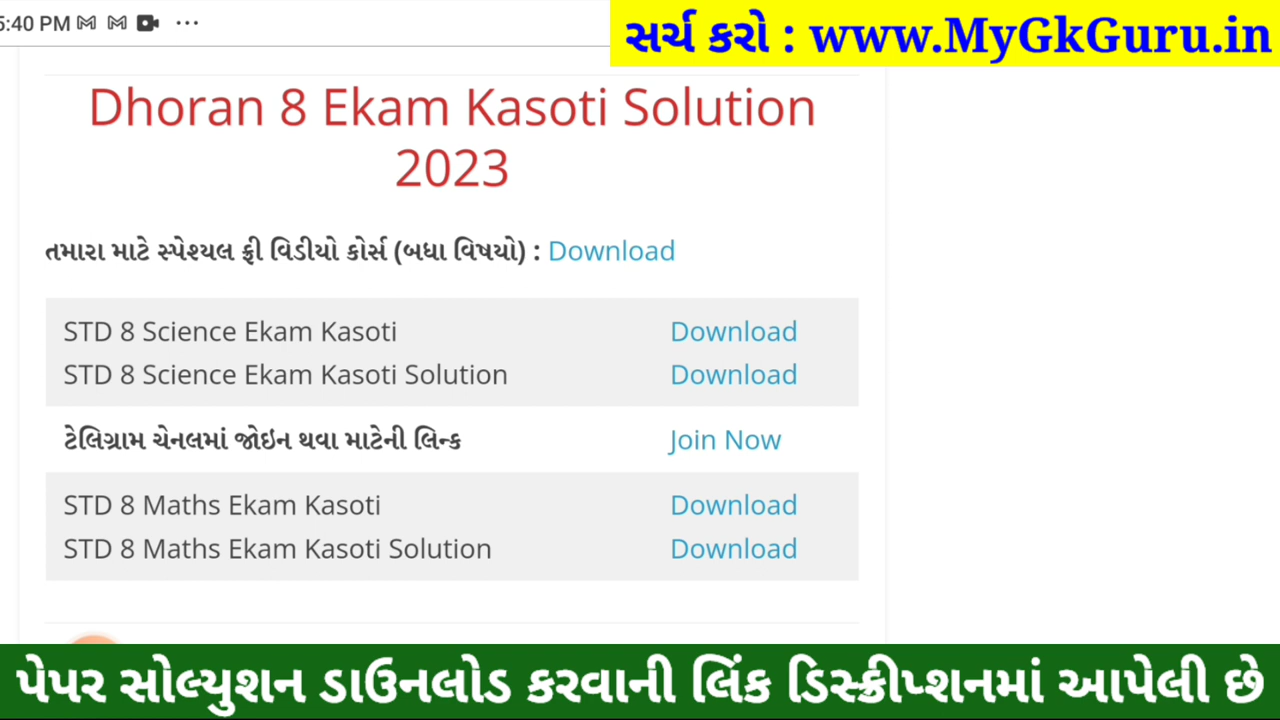 5:40 PM
સર્ચ કરો : www.MyGkGuru.in
Dhoran 8 Ekam Kasoti Solution
2023
તમારા માટે સ્પેશ્યલ ફ્રી વિડીયો કોર્સ (બધા વિષયો) : Download
STD 8 Science Ekam Kasoti Download
STD 8 Science Ekam Kasoti Solution Download
ટેલિગ્રામ ચેનલમાં જોઇન થવા માટેની લિન્ક Join Now
STD 8 Maths Ekam Kasoti Download
STD 8 Maths Ekam Kasoti Solution Download
પેપર સોલ્યુશન ડાઉનલોડ કરવાની લિંક ડિસ્ક્રીપ્શનમાં આપેલી છે